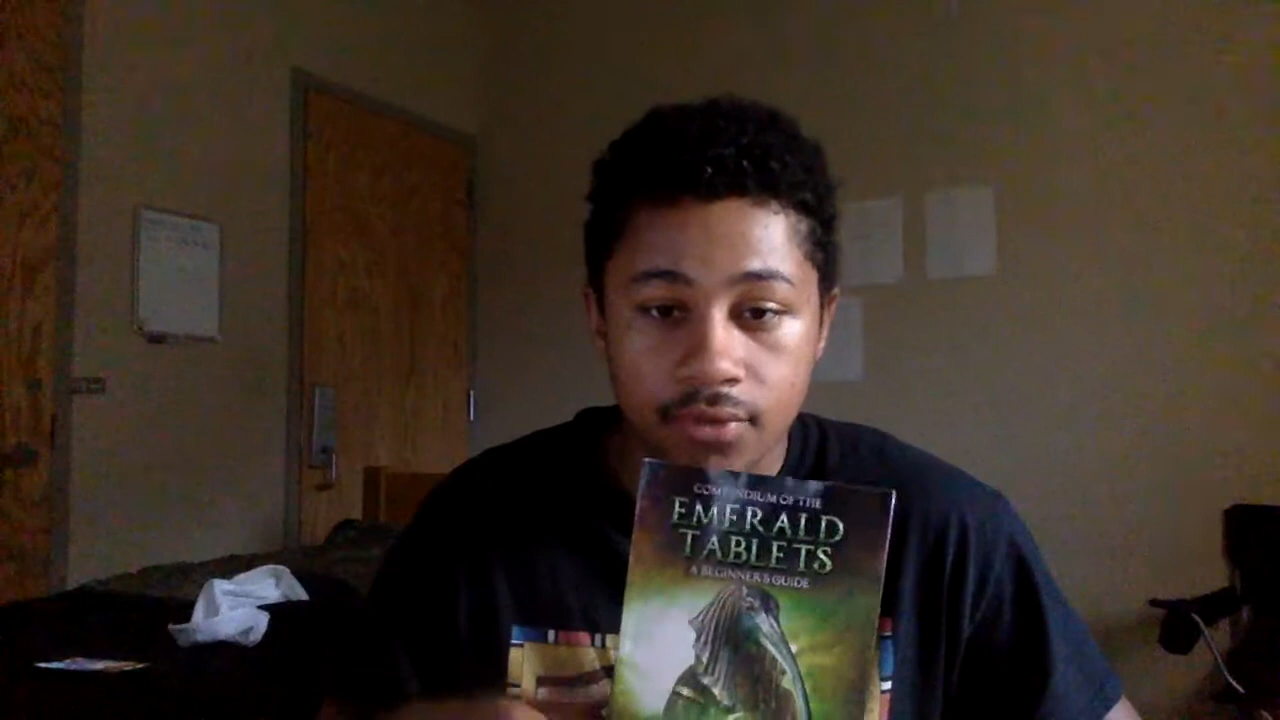 COMPENDIUM OF THE
EMERALD
TABLETS
A BEGINNER'S GUIDE